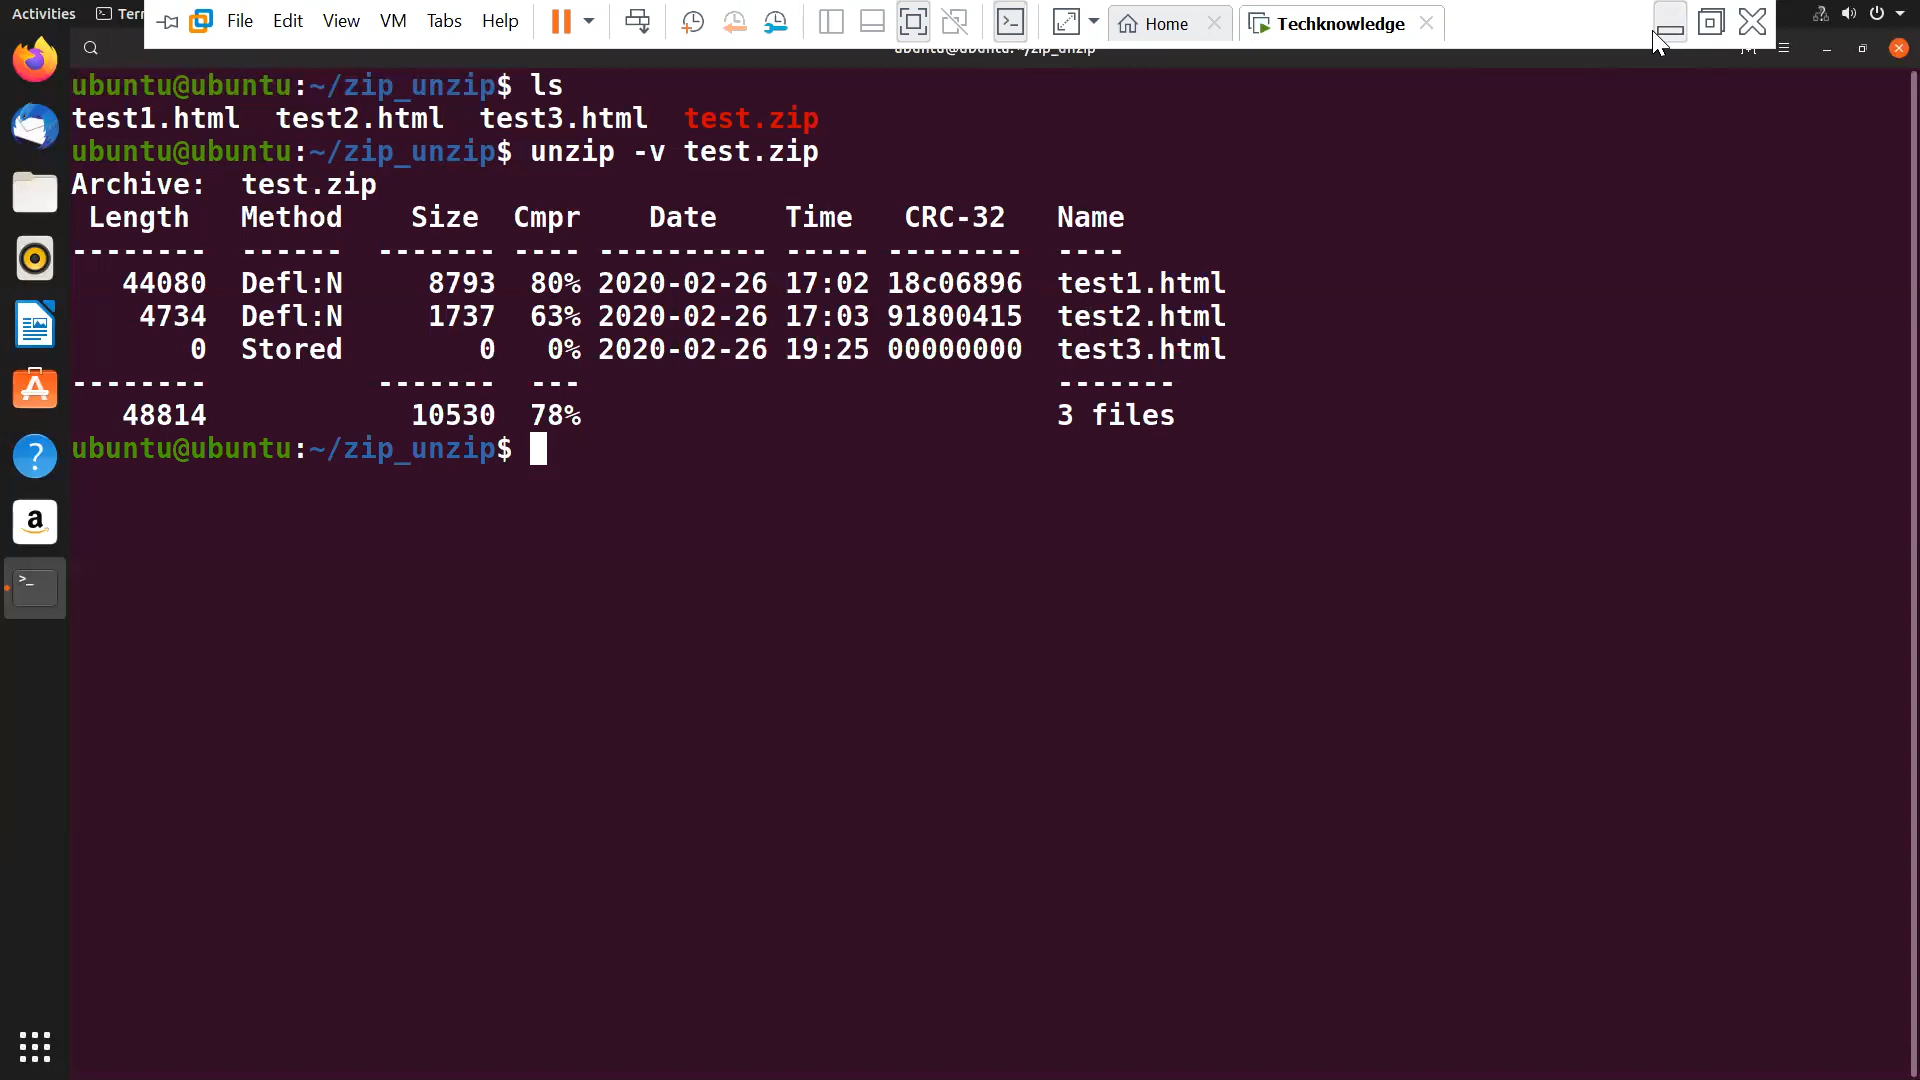 Activities Ter
File Edit View VM Tabs Help Home Techknowledge
ubuntu@ubuntu: ~/zip_unzip
ubuntu@ubuntu:~/zip_unzip$ ls
test1.html test2.html test3.html test.zip
ubuntu@ubuntu:~/zip_unzip$ unzip -v test.zip
Archive: test.zip
Length Method Size Cmpr Date Time CRC-32 Name
-------- ------ ------- ---- ---------- ----- -------- ----
44080 Defl:N 8793 80% 2020-02-26 17:02 18c06896 test1.html
4734 Defl:N 1737 63% 2020-02-26 17:03 91800415 test2.html
0 Stored 0 0% 2020-02-26 19:25 00000000 test3.html
-------- ------- --- -------
48814 10530 78% 3 files
ubuntu@ubuntu:~/zip_unzip$